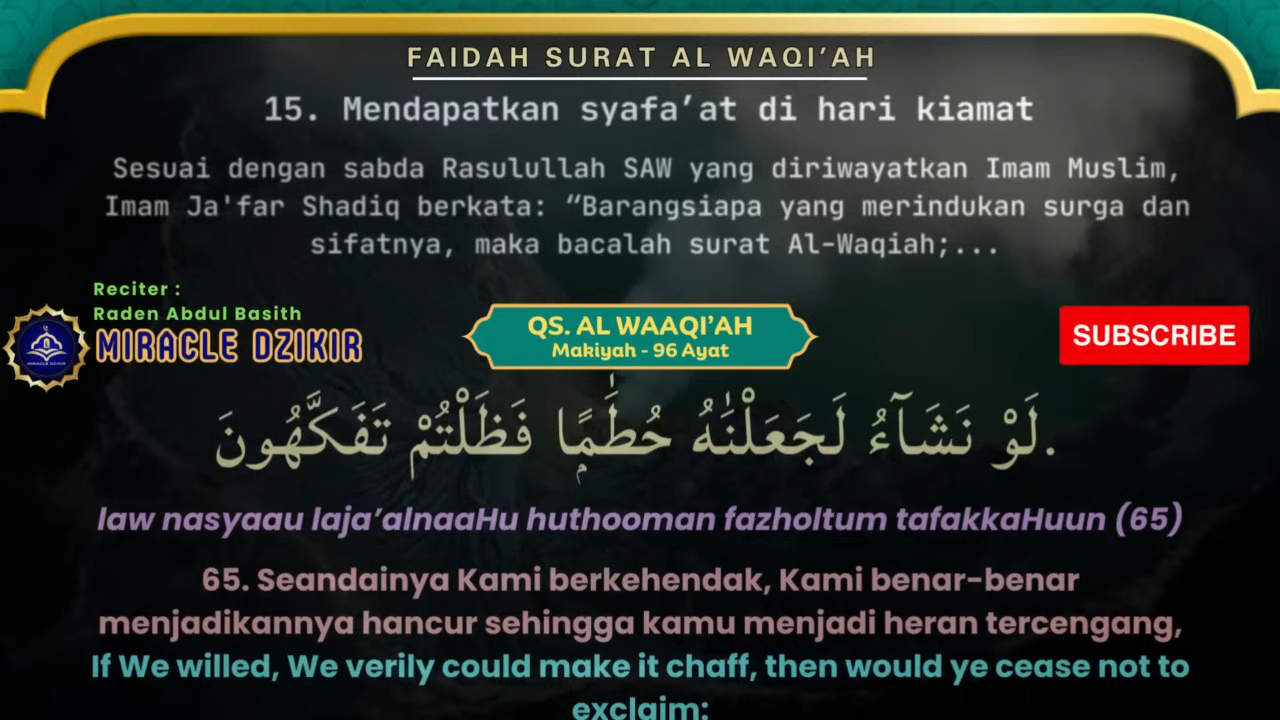 FAIDAH SURAT AL WAQI’AH
15. Mendapatkan syafa’at di hari kiamat
Sesuai dengan sabda Rasulullah SAW yang diriwayatkan Imam Muslim,
Imam Ja'far Shadiq berkata: “Barangsiapa yang merindukan surga dan
sifatnya, maka bacalah surat Al-Waqiah;...
Reciter :
Raden Abdul Basith
MIRACLE DZIKIR
QS. AL WAAQI’AH
Makiyah - 96 Ayat
SUBSCRIBE
لَوْ نَشَآءُ لَجَعَلْنَٰهُ حُطَٰمًۭا فَظَلْتُمْ تَفَكَّهُونَ.
law nasyaau laja’alnaaHu huthooman fazholtum tafakkaHuun (65)
65. Seandainya Kami berkehendak, Kami benar-benar
menjadikannya hancur sehingga kamu menjadi heran tercengang,
If We willed, We verily could make it chaff, then would ye cease not to
exclaim: